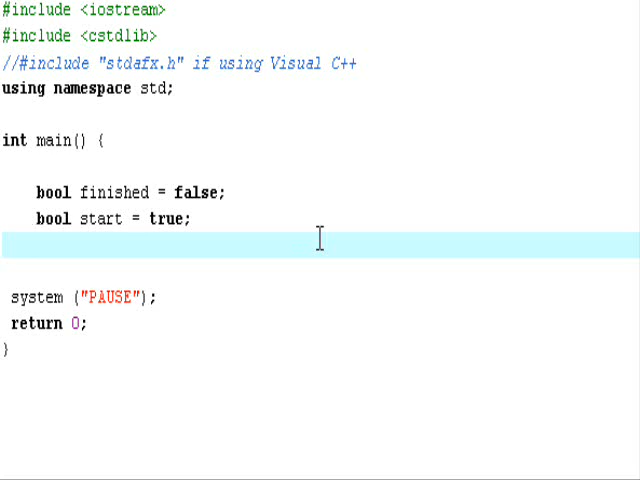 #include <iostream>
#include <cstdlib>
//#include "stdafx.h" if using Visual C++
using namespace std;
int main() {
bool finished = false;
bool start = true;
system ("PAUSE");
return 0;
}